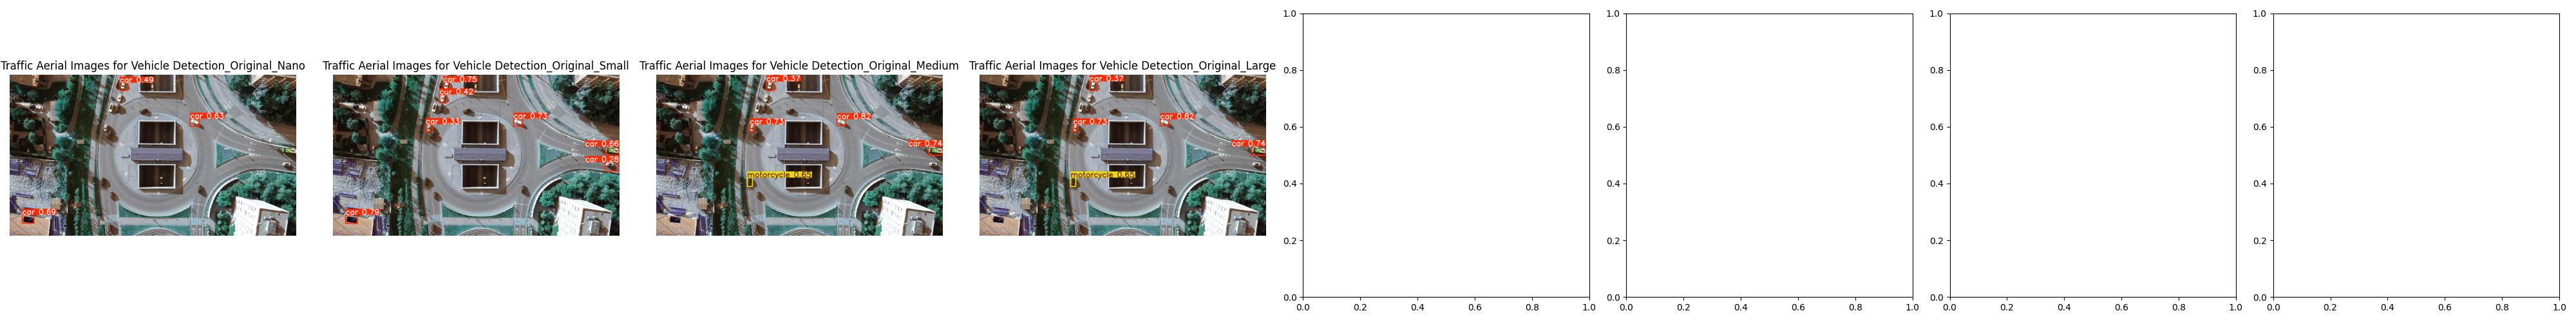 Traffic Aerial Images for Vehicle Detection_Original_Nano
car 0.49
car 0.63
car 0.69
Traffic Aerial Images for Vehicle Detection_Original_Small
car 0.75
car 0.42
car 0.33
car 0.73
car 0.66
car 0.28
car 0.79
Traffic Aerial Images for Vehicle Detection_Original_Medium
car 0.37
car 0.73
car 0.82
car 0.74
motorcycle 0.65
Traffic Aerial Images for Vehicle Detection_Original_Large
car 0.37
car 0.73
car 0.82
car 0.74
motorcycle 0.65
1.0
0.8
0.6
0.4
0.2
0.0
0.0 0.2 0.4 0.6 0.8 1.0
1.0
0.8
0.6
0.4
0.2
0.0
0.0 0.2 0.4 0.6 0.8 1.0
1.0
0.8
0.6
0.4
0.2
0.0
0.0 0.2 0.4 0.6 0.8 1.0
1.0
0.8
0.6
0.4
0.2
0.0
0.0 0.2 0.4 0.6 0.8 1.0